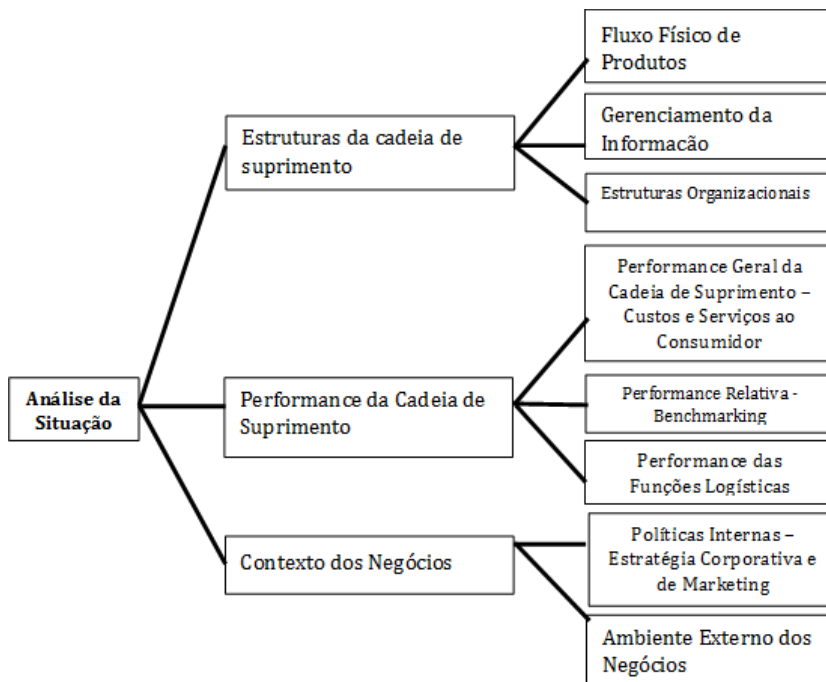 Fluxo Físico de
Produtos
Estruturas da cadeia de
suprimento
Gerenciamento da
Informacão
Estruturas Organizacionais
Performance Geral da
Cadeia de Suprimento –
Custos e Serviços ao
Consumidor
Análise da
Situação
Performance da Cadeia de
Suprimento
Performance Relativa -
Benchmarking
Performance das
Funções Logísticas
Contexto dos Negócios
Políticas Internas –
Estratégia Corporativa e
de Marketing
Ambiente Externo dos
Negócios